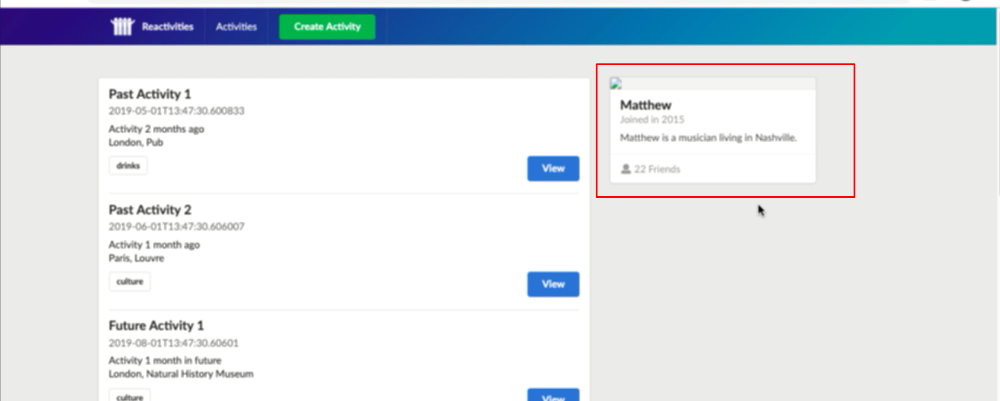 Reactivities Activities Create Activity
Past Activity 1
2019-05-01T13:47:30.600833
Activity 2 months ago
London, Pub
drinks
View
Past Activity 2
2019-06-01T13:47:30.606007
Activity 1 month ago
Paris, Louvre
culture
View
Future Activity 1
2019-08-01T13:47:30.60601
Activity 1 month in future
London, Natural History Museum
culture
View
Matthew
Joined in 2015
Matthew is a musician living in Nashville.
22 Friends